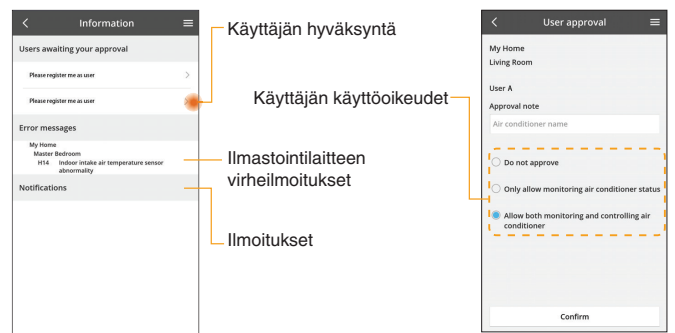 Information
Users awaiting your approval
Please register me as user
Please register me as user
Error messages
My Home
Master Bedroom
H14 Indoor intake air temperature sensor
abnormality
Notifications
Käyttäjän hyväksyntä
Käyttäjän käyttöoikeudet
Ilmastointilaitteen
virheilmoitukset
Ilmoitukset
User approval
My Home
Living Room
User A
Approval note
Air conditioner name
Do not approve
Only allow monitoring air conditioner status
Allow both monitoring and controlling air
conditioner
Confirm